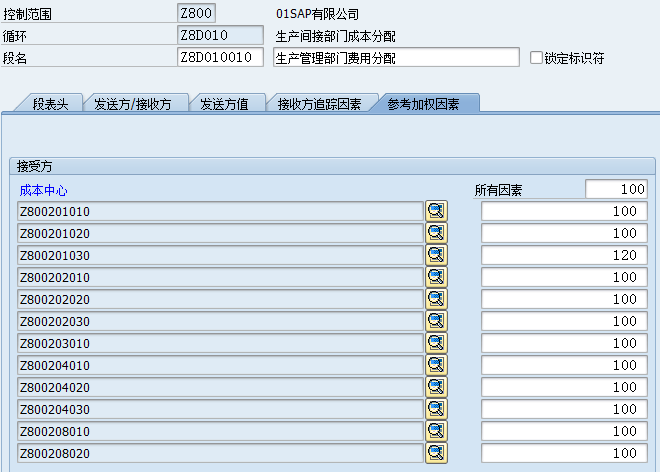 控制范围 Z800 01SAP有限公司
循环 Z8D010 生产间接部门成本分配
段名 Z8D010010 生产管理部门费用分配 锁定标识符
段表头 发送方/接收方 发送方值 接收方追踪因素 参考加权因素
接受方
成本中心 所有因素 100
Z800201010 100
Z800201020 100
Z800201030 120
Z800202010 100
Z800202020 100
Z800202030 100
Z800203010 100
Z800204010 100
Z800204020 100
Z800204030 100
Z800208010 100
Z800208020 100